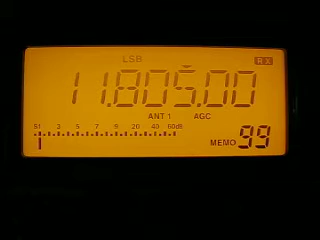 LSB RX
11.805.00
ANT 1 AGC
S1 3 5 7 9 20 40 60dB
MEMO 99